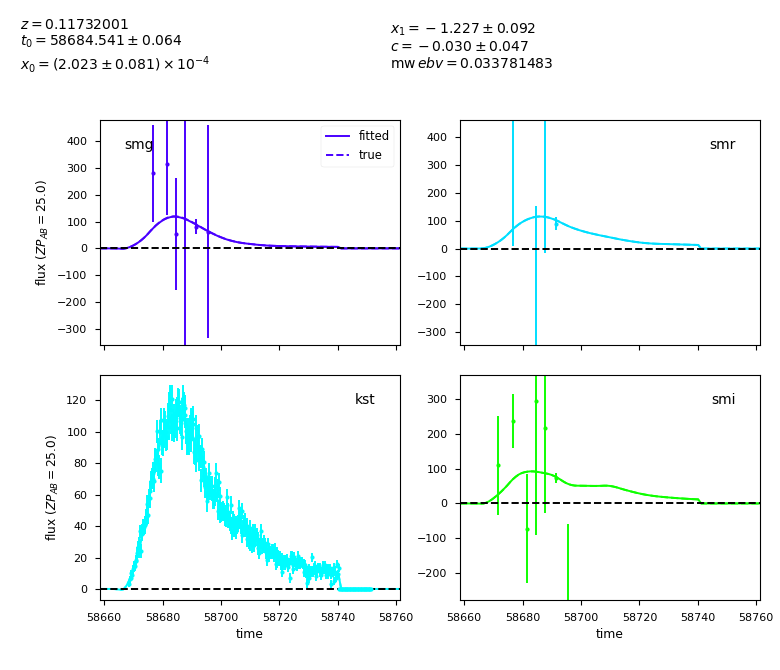 z = 0.11732001
t₀ = 58684.541 ± 0.064
x₀ = (2.023 ± 0.081) × 10⁻⁴
x₁ = −1.227 ± 0.092
c = −0.030 ± 0.047
mw ebv = 0.033781483
smg
fitted
true
400
300
200
100
0
−100
−200
−300
flux (ZP_AB = 25.0)
smr
400
300
200
100
0
−100
−200
−300
kst
120
100
80
60
40
20
0
flux (ZP_AB = 25.0)
58660 58680 58700 58720 58740 58760
time
smi
300
200
100
0
−100
−200
58660 58680 58700 58720 58740 58760
time